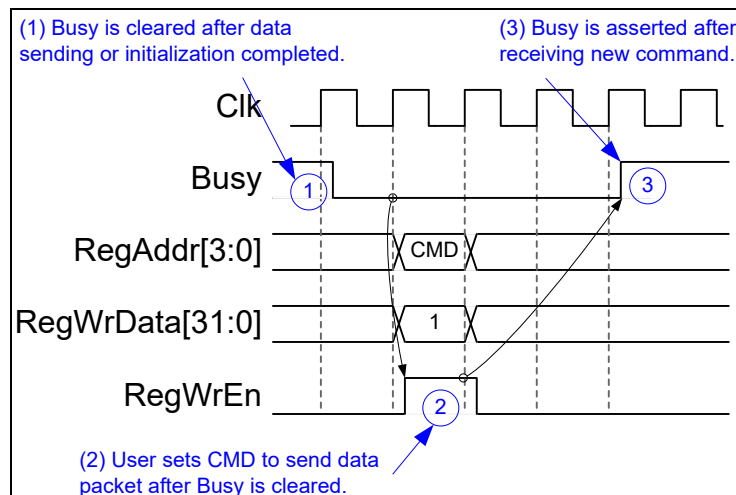 (1) Busy is cleared after data
sending or initialization completed.
(3) Busy is asserted after
receiving new command.
Clk
Busy
1
3
RegAddr[3:0]
CMD
RegWrData[31:0]
1
RegWrEn
2
(2) User sets CMD to send data
packet after Busy is cleared.